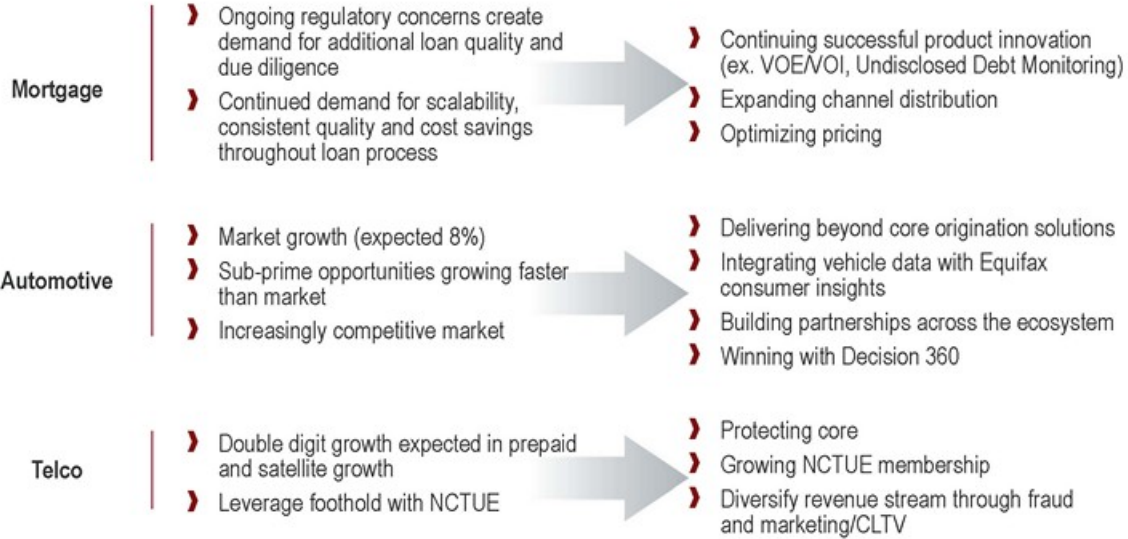 Mortgage
Ongoing regulatory concerns create
demand for additional loan quality and
due diligence
Continued demand for scalability,
consistent quality and cost savings
throughout loan process
Continuing successful product innovation
(ex. VOE/VOI, Undisclosed Debt Monitoring)
Expanding channel distribution
Optimizing pricing
Automotive
Market growth (expected 8%)
Sub-prime opportunities growing faster
than market
Increasingly competitive market
Delivering beyond core origination solutions
Integrating vehicle data with Equifax
consumer insights
Building partnerships across the ecosystem
Winning with Decision 360
Telco
Double digit growth expected in prepaid
and satellite growth
Leverage foothold with NCTUE
Protecting core
Growing NCTUE membership
Diversify revenue stream through fraud
and marketing/CLTV